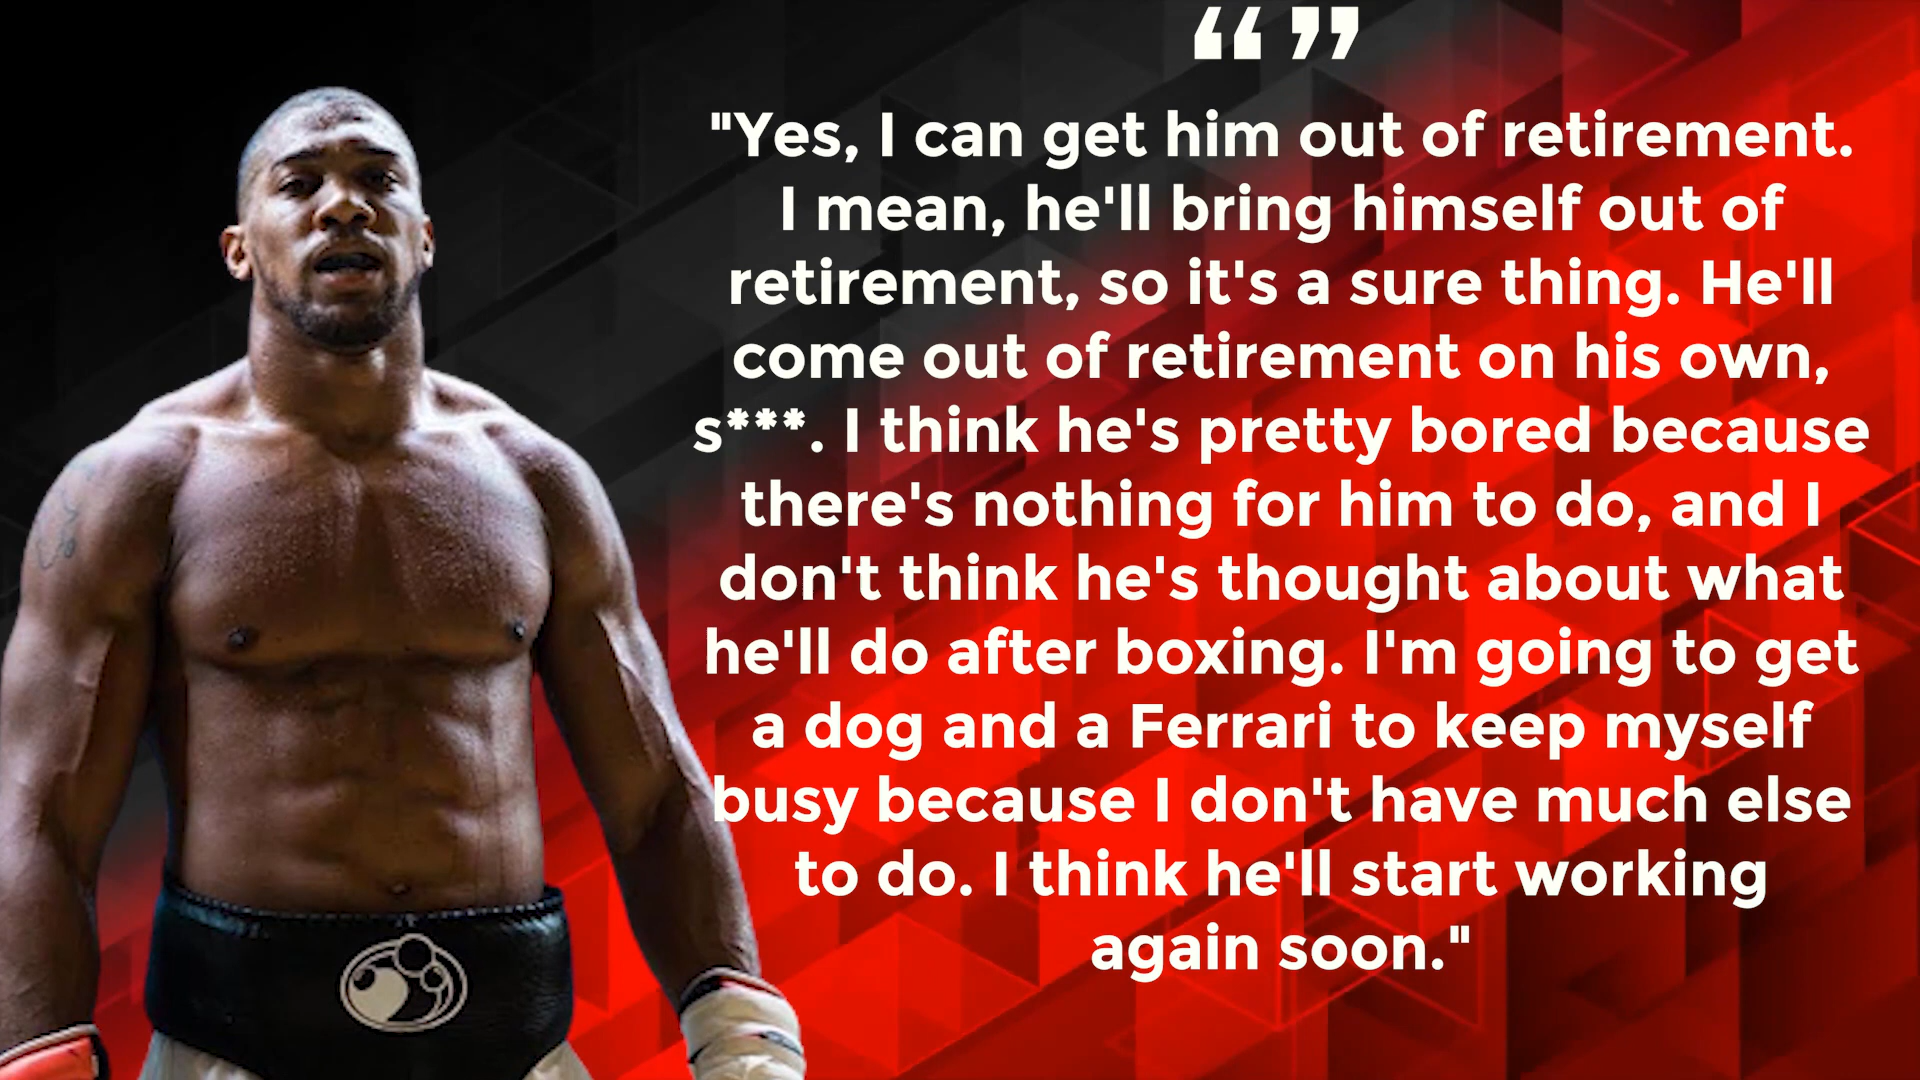 “ ”
"Yes, I can get him out of retirement.
I mean, he'll bring himself out of
retirement, so it's a sure thing. He'll
come out of retirement on his own,
s***. I think he's pretty bored because
there's nothing for him to do, and I
don't think he's thought about what
he'll do after boxing. I'm going to get
a dog and a Ferrari to keep myself
busy because I don't have much else
to do. I think he'll start working
again soon."